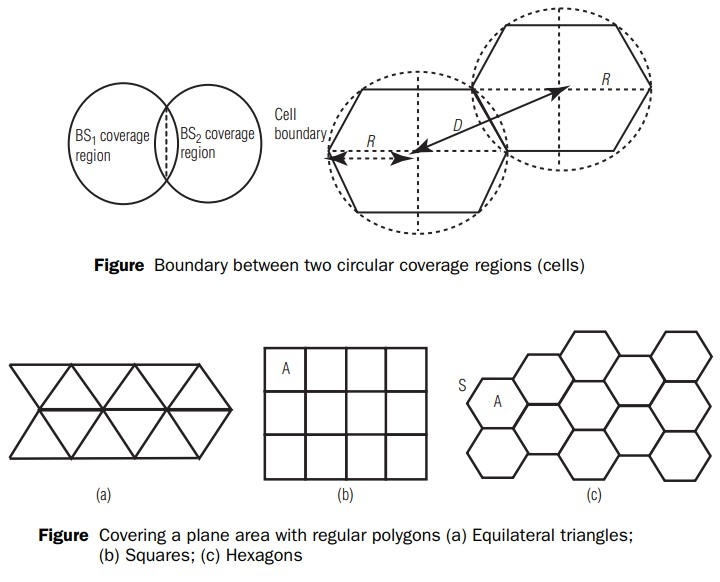 BS₁ coverage
region
BS₂ coverage
region
Cell
boundary
R
D
R
Figure Boundary between two circular coverage regions (cells)
A
S
A
(a)
(b)
(c)
Figure Covering a plane area with regular polygons (a) Equilateral triangles;
(b) Squares; (c) Hexagons